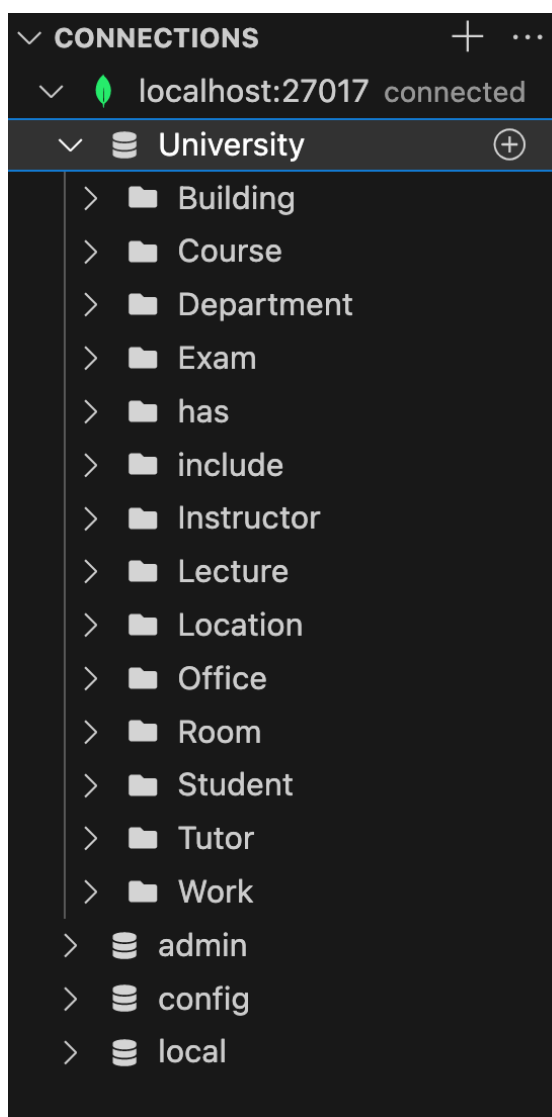 CONNECTIONS
localhost:27017 connected
University
Building
Course
Department
Exam
has
include
Instructor
Lecture
Location
Office
Room
Student
Tutor
Work
admin
config
local